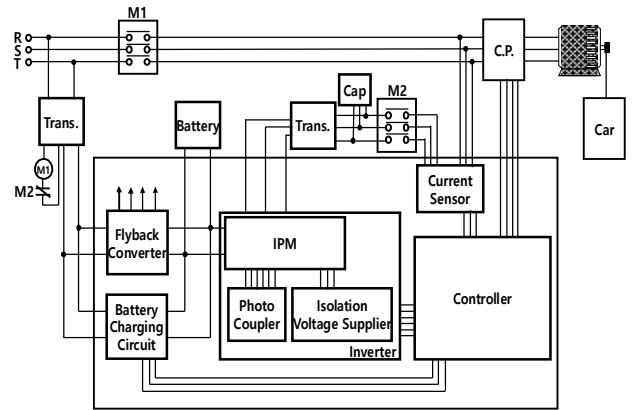 M1
R
S
T
C.P.
Cap
M2
Trans.
Battery
Trans.
Car
M1
M2
Current
Sensor
Flyback
Converter
IPM
Controller
Battery
Charging
Circuit
Photo
Coupler
Isolation
Voltage Supplier
Inverter